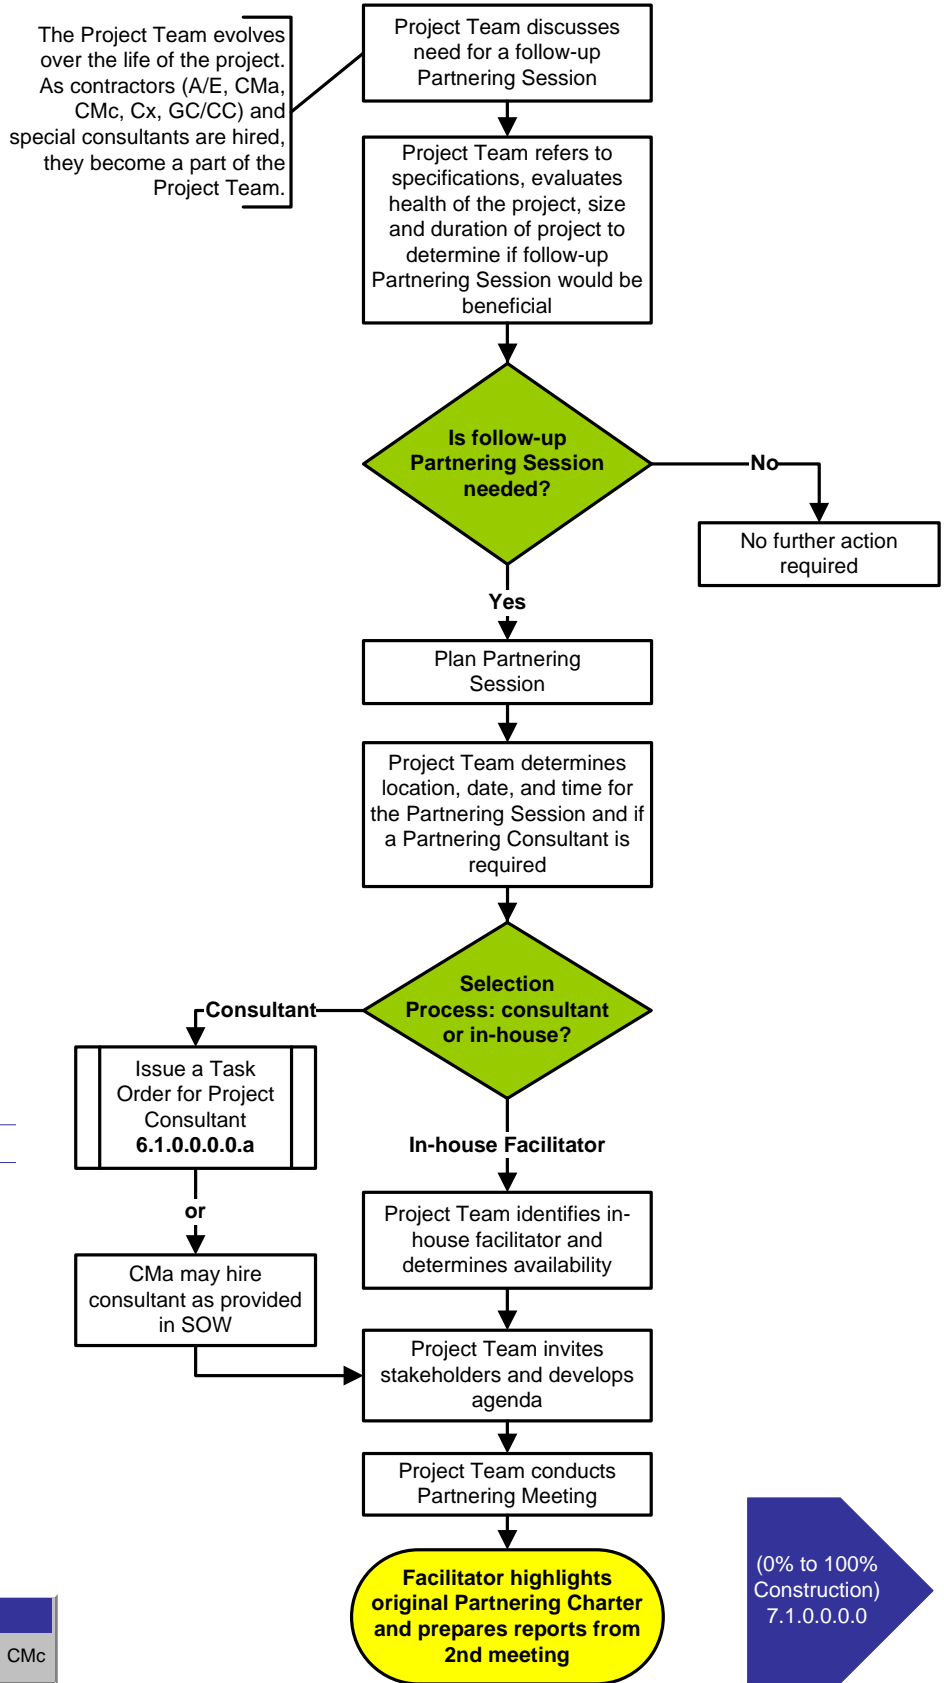 The Project Team evolves
over the life of the project.
As contractors (A/E, CMa,
CMc, Cx, GC/CC) and
special consultants are hired,
they become a part of the
Project Team.
Project Team discusses
need for a follow-up
Partnering Session
Project Team refers to
specifications, evaluates
health of the project, size
and duration of project to
determine if follow-up
Partnering Session would be
beneficial
Is follow-up
Partnering Session
needed?
No
No further action
required
Yes
Plan Partnering
Session
Project Team determines
location, date, and time for
the Partnering Session and if
a Partnering Consultant is
required
Selection
Process: consultant
or in-house?
Consultant
Issue a Task
Order for Project
Consultant
6.1.0.0.0.0.a
or
CMa may hire
consultant as provided
in SOW
In-house Facilitator
Project Team identifies in-
house facilitator and
determines availability
Project Team invites
stakeholders and develops
agenda
Project Team conducts
Partnering Meeting
Facilitator highlights
original Partnering Charter
and prepares reports from
2nd meeting
(0% to 100%
Construction)
7.1.0.0.0.0
CMc